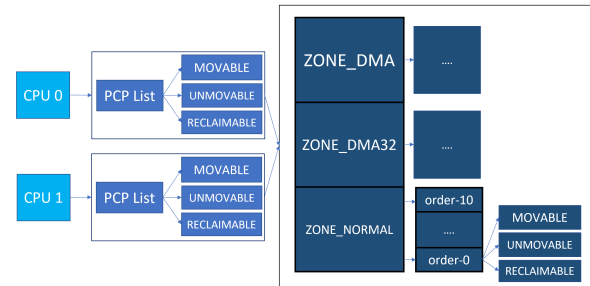 CPU 0
PCP List
MOVABLE
UNMOVABLE
RECLAIMABLE
CPU 1
PCP List
MOVABLE
UNMOVABLE
RECLAIMABLE
ZONE_DMA
....
ZONE_DMA32
....
ZONE_NORMAL
order-10
....
order-0
MOVABLE
UNMOVABLE
RECLAIMABLE